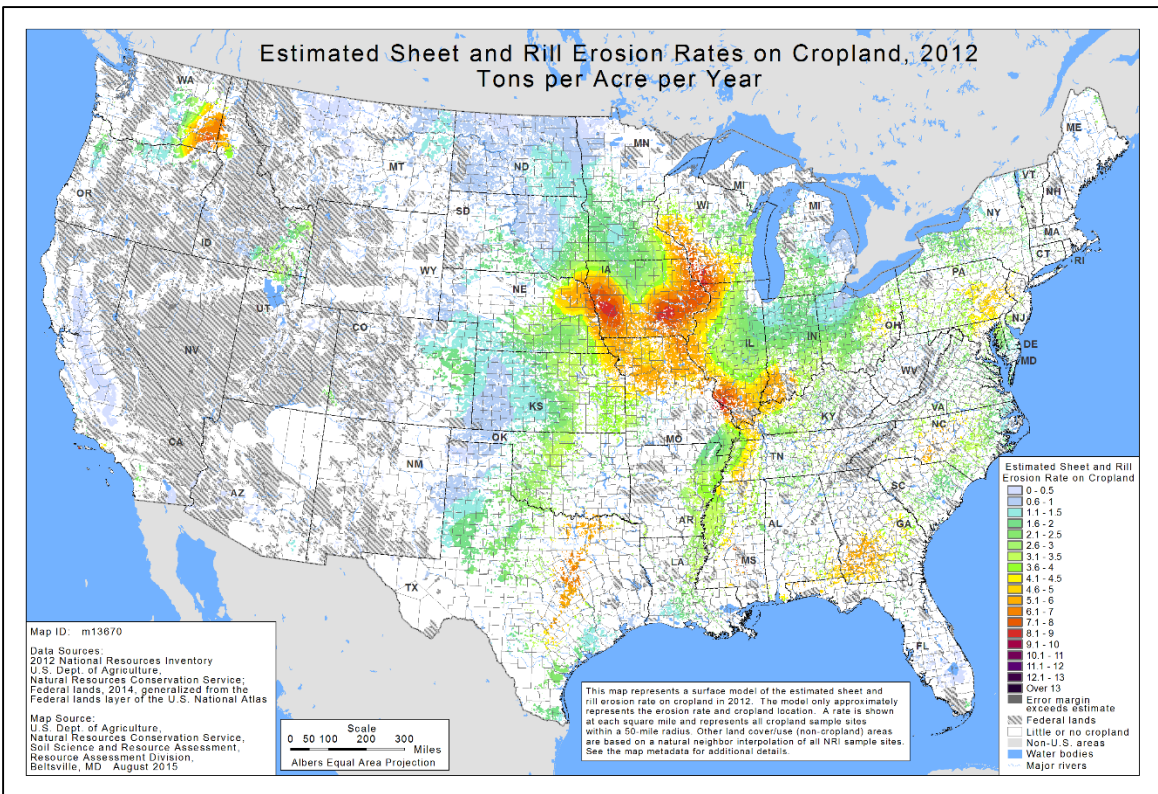 Estimated Sheet and Rill Erosion Rates on Cropland, 2012
Tons per Acre per Year
WA
MT
ND
MN
ME
OR
ID
SD
WI
MI
MI
VT
NH
NY
MA
CT
RI
WY
IA
NE
PA
NJ
NV
UT
CO
IL
IN
OH
DE
MD
WV
VA
KS
MO
KY
CA
NC
OK
TN
AZ
NM
AR
SC
AL
GA
MS
LA
TX
FL
Map ID: m13670
Data Sources:
2012 National Resources Inventory
U.S. Dept. of Agriculture,
Natural Resources Conservation Service;
Federal lands, 2014, generalized from the
Federal lands layer of the U.S. National Atlas
Map Source:
U.S. Dept. of Agriculture,
Natural Resources Conservation Service,
Soil Science and Resource Assessment,
Resource Assessment Division,
Beltsville, MD August 2015
Scale
0 50 100 200 300
Miles
Albers Equal Area Projection
This map represents a surface model of the estimated sheet and
rill erosion rate on cropland in 2012. The model only approximately
represents the erosion rate and cropland location. A rate is shown
at each square mile and represents all cropland sample sites
within a 50-mile radius. Other land cover/use (non-cropland) areas
are based on a natural neighbor interpolation of all NRI sample sites.
See the map metadata for additional details.
Estimated Sheet and Rill
Erosion Rate on Cropland
0 - 0.5
0.6 - 1
1.1 - 1.5
1.6 - 2
2.1 - 2.5
2.6 - 3
3.1 - 3.5
3.6 - 4
4.1 - 4.5
4.6 - 5
5.1 - 6
6.1 - 7
7.1 - 8
8.1 - 9
9.1 - 10
10.1 - 11
11.1 - 12
12.1 - 13
Over 13
Error margin
exceeds estimate
Federal lands
Little or no cropland
Non-U.S. areas
Water bodies
Major rivers